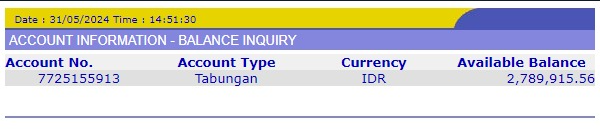 Date : 31/05/2024 Time : 14:51:30
ACCOUNT INFORMATION - BALANCE INQUIRY
Account No. Account Type Currency Available Balance
7725155913 Tabungan IDR 2,789,915.56